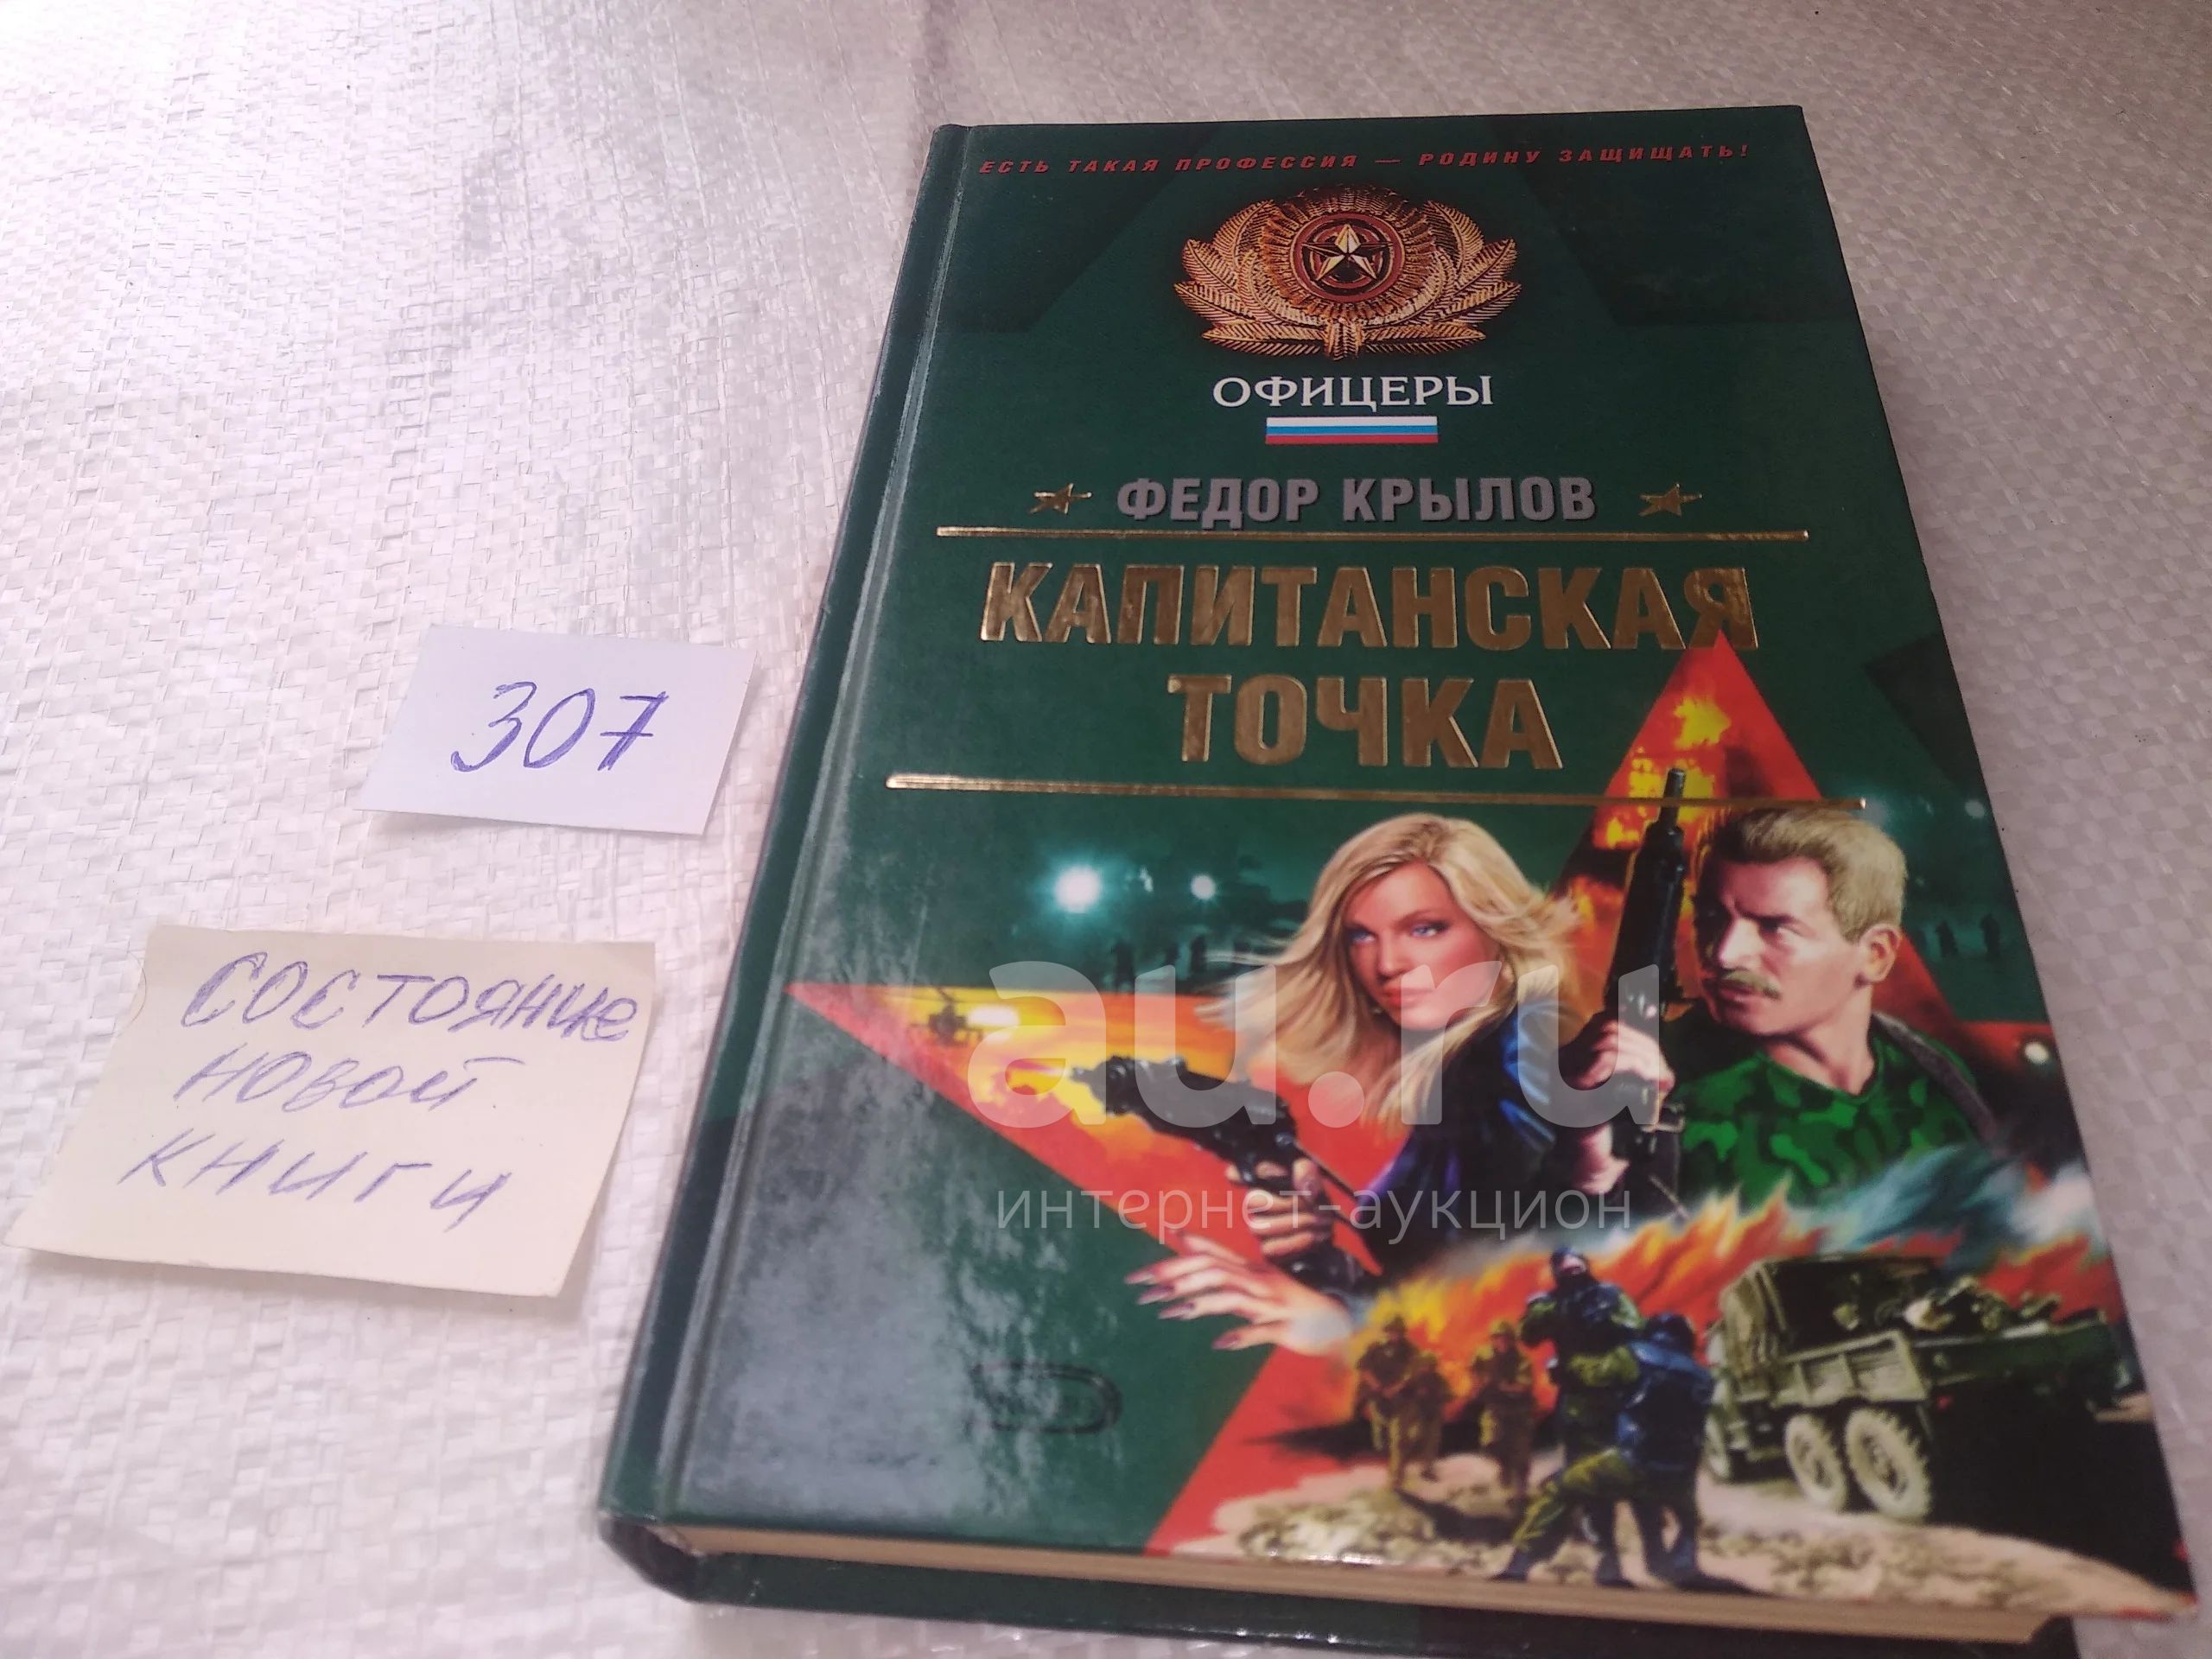 ЕСТЬ ТАКАЯ ПРОФЕССИЯ — РОДИНУ ЗАЩИЩАТЬ!
ОФИЦЕРЫ
ФЕДОР КРЫЛОВ
КАПИТАНСКАЯ
ТОЧКА
307
СОСТОЯНИЕ
НОВОЙ
КНИГИ
au.ru
интернет-аукцион